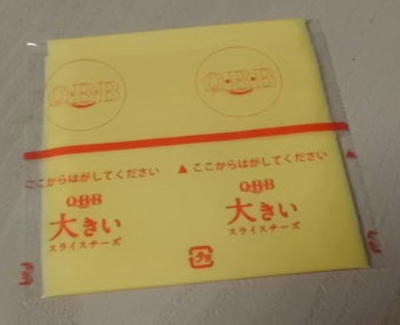 QBB QBB
ここからはがしてください ▲ ここからはがしてください
QBB QBB
大きい 大きい
スライスチーズ スライスチーズ
プラ